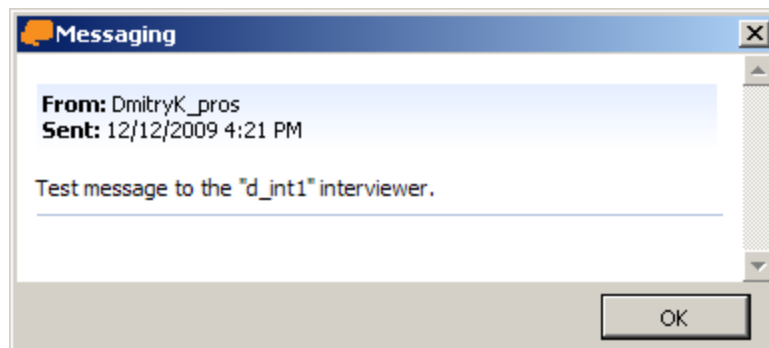 Messaging
From: DmitryK_pros
Sent: 12/12/2009 4:21 PM
Test message to the "d_int1" interviewer.
OK